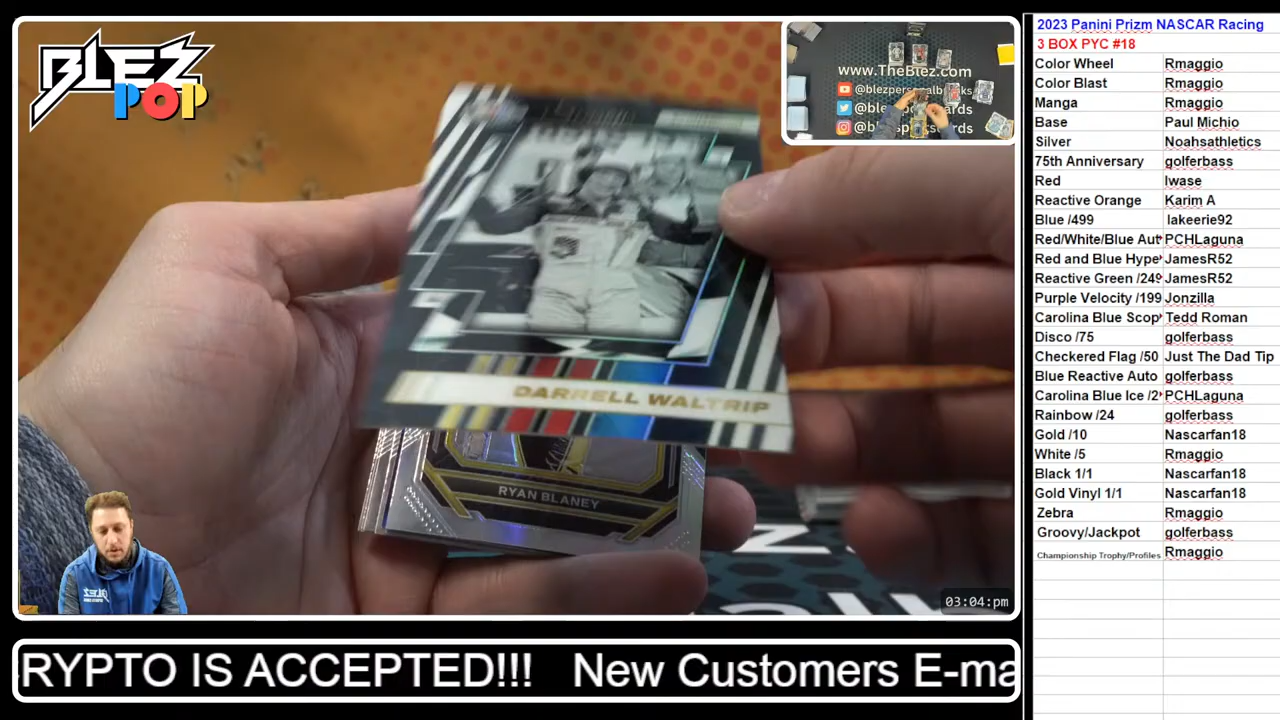 BLEZ
POP
www.TheBlez.com
DARRELL WALTRIP
RYAN BLANEY
03:04:pm
RYPTO IS ACCEPTED!!! New Customers E-ma
2023 Panini Prizm NASCAR Racing
3 BOX PYC #18
Color Wheel Rmaggio
Color Blast Rmaggio
Manga Rmaggio
Base Paul Michio
Silver Noahsathletics
75th Anniversary golferbass
Red Iwase
Reactive Orange Karim A
Blue /499 lakeerie92
Red/White/Blue Aut PCHLaguna
Red and Blue Hype JamesR52
Reactive Green /249 JamesR52
Purple Velocity /199 Jonzilla
Carolina Blue Scop Tedd Roman
Disco /75 golferbass
Checkered Flag /50 Just The Dad Tip
Blue Reactive Auto golferbass
Carolina Blue Ice /2 PCHLaguna
Rainbow /24 golferbass
Gold /10 Nascarfan18
White /5 Rmaggio
Black 1/1 Nascarfan18
Gold Vinyl 1/1 Nascarfan18
Zebra Rmaggio
Groovy/Jackpot golferbass
Championship Trophy/Profiles Rmaggio